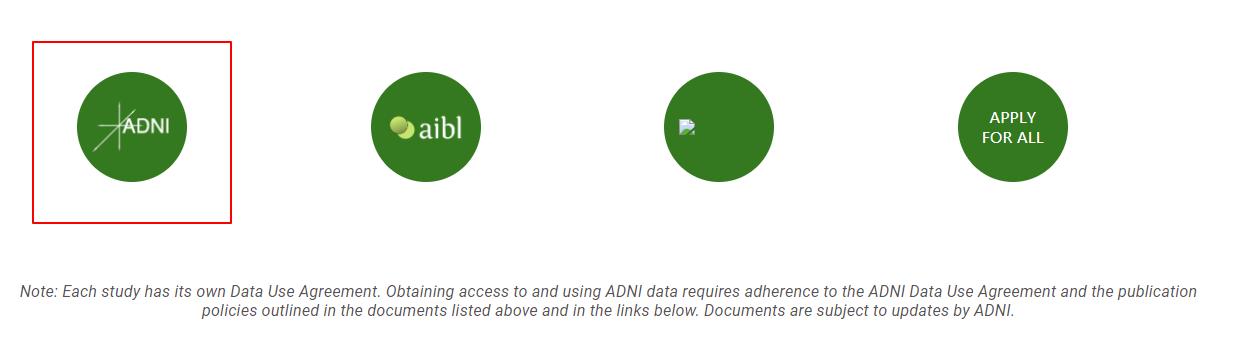 ADNI
aibl
APPLY
FOR ALL
Note: Each study has its own Data Use Agreement. Obtaining access to and using ADNI data requires adherence to the ADNI Data Use Agreement and the publication
policies outlined in the documents listed above and in the links below. Documents are subject to updates by ADNI.